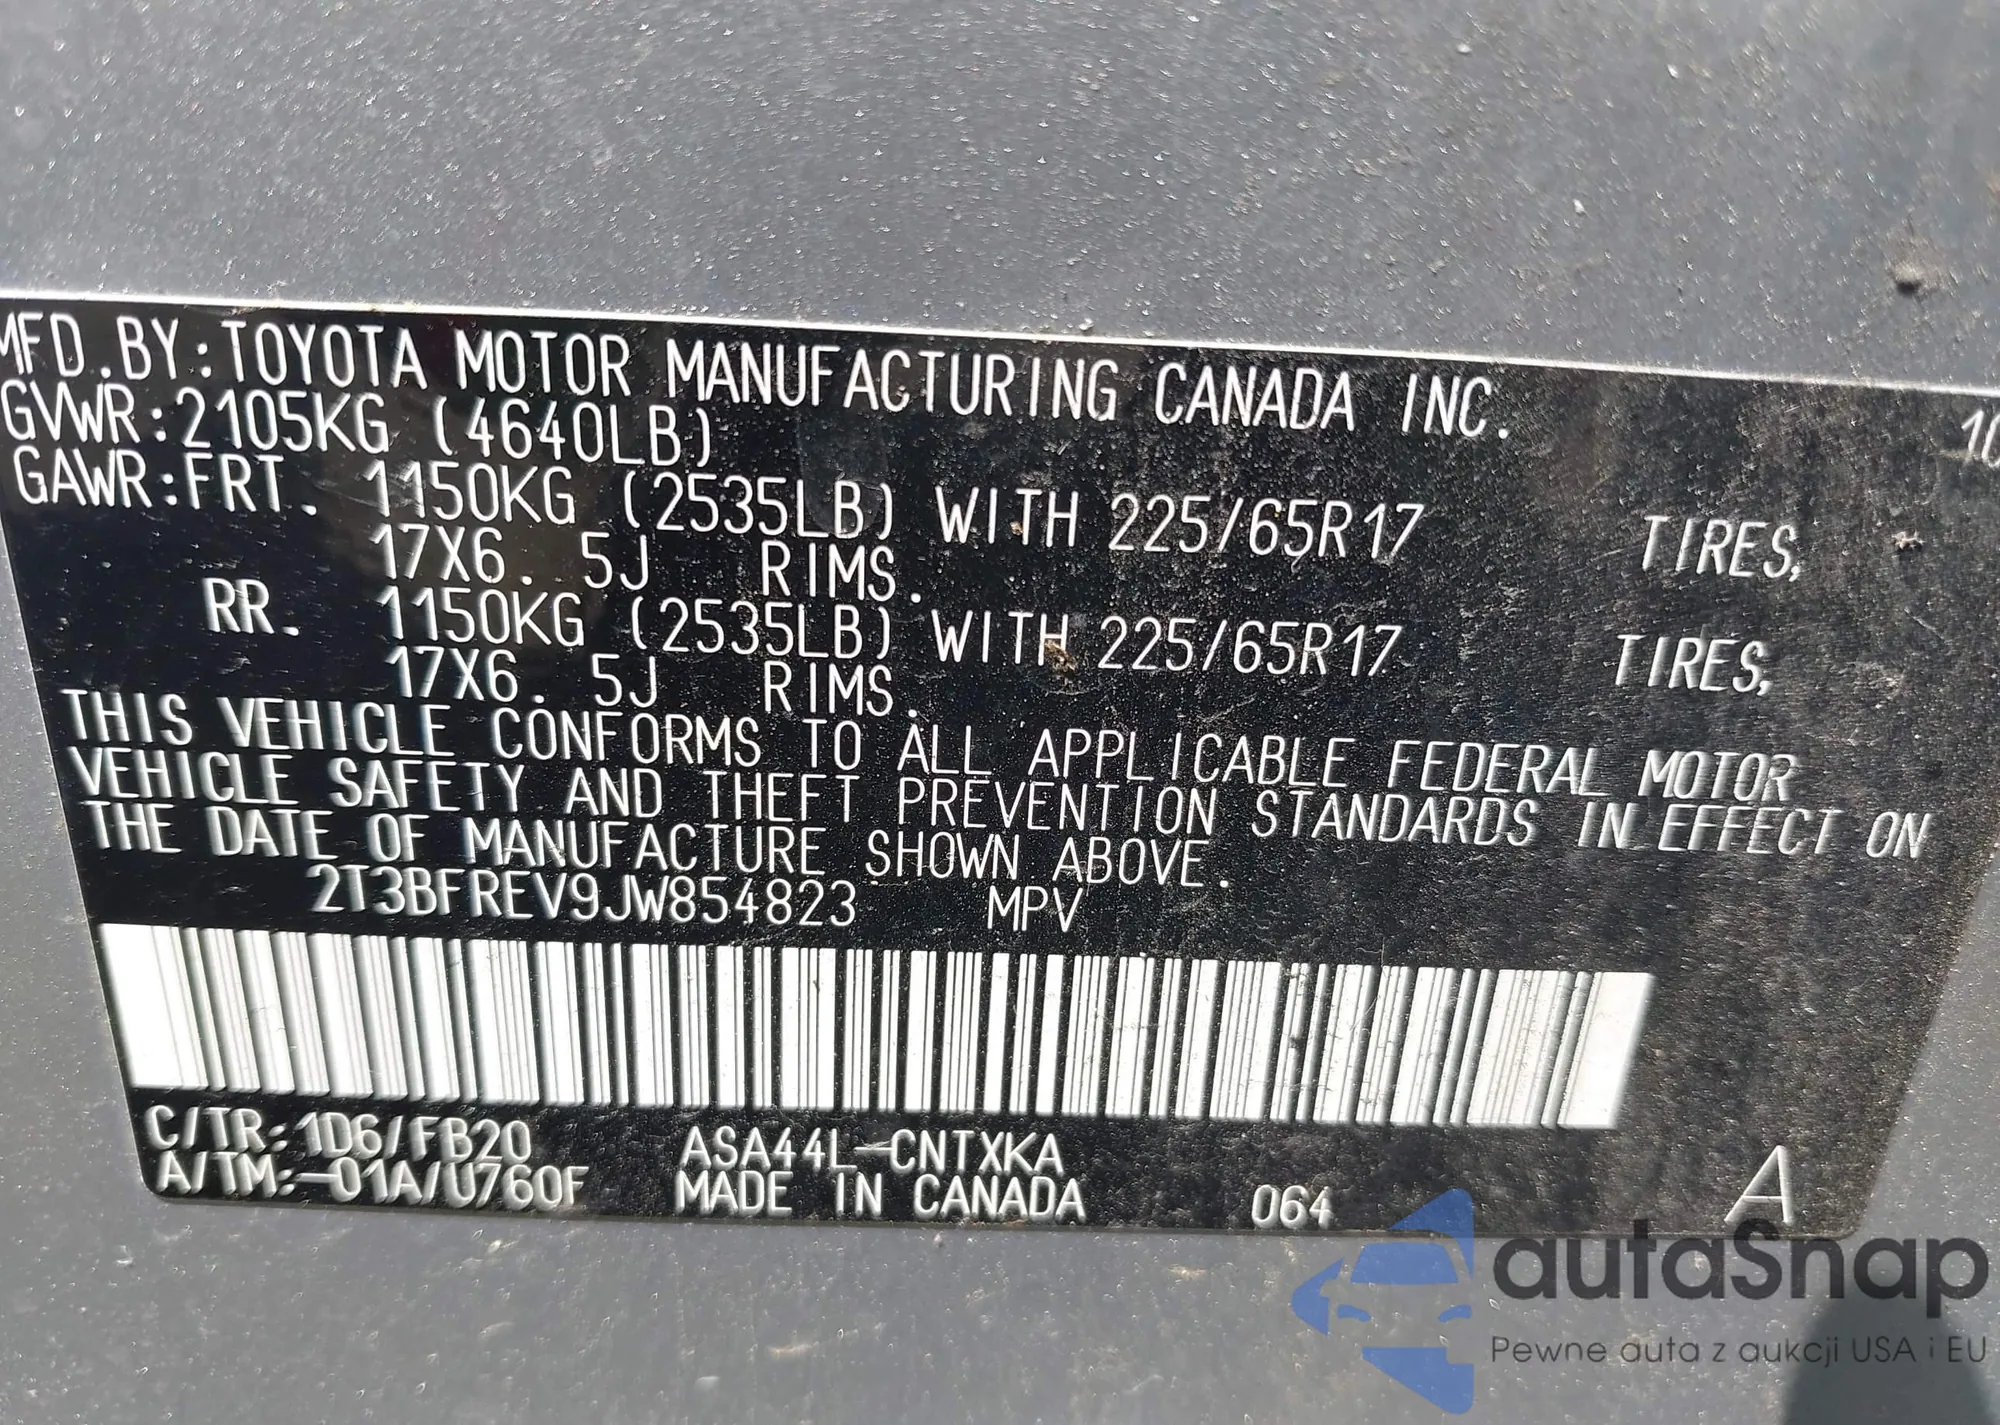 MFD.BY:TOYOTA MOTOR MANUFACTURING CANADA INC. 10
GVWR:2105KG (4640LB)
GAWR:FRT. 1150KG (2535LB) WITH 225/65R17 TIRES,
17X6. 5J RIMS.
RR. 1150KG (2535LB) WITH 225/65R17 TIRES,
17X6. 5J RIMS.
THIS VEHICLE CONFORMS TO ALL APPLICABLE FEDERAL MOTOR
VEHICLE SAFETY AND THEFT PREVENTION STANDARDS IN EFFECT ON
THE DATE OF MANUFACTURE SHOWN ABOVE.
2T3BFREV9JW854823 MPV
C/TR:1D6/FB20 ASA44L-CNTXKA
A/TM:-01A/U760F MADE IN CANADA 064 A
autaSnap
Pewne auta z aukcji USA i EU